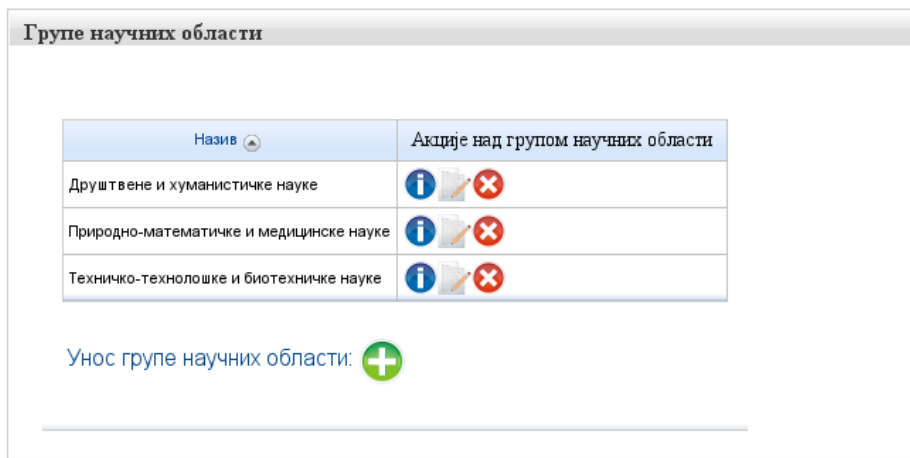 Групе научних области
Назив Акције над групом научних области
Друштвене и хуманистичке науке
Природно-математичке и медицинске науке
Техничко-технолошке и биотехничке науке
Унос групе научних области: